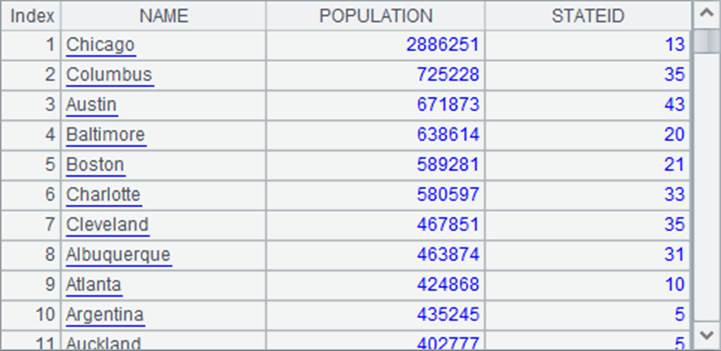 Index NAME POPULATION STATEID
1 Chicago 2886251 13
2 Columbus 725228 35
3 Austin 671873 43
4 Baltimore 638614 20
5 Boston 589281 21
6 Charlotte 580597 33
7 Cleveland 467851 35
8 Albuquerque 463874 31
9 Atlanta 424868 10
10 Argentina 435245 5
11 Auckland 402777 5